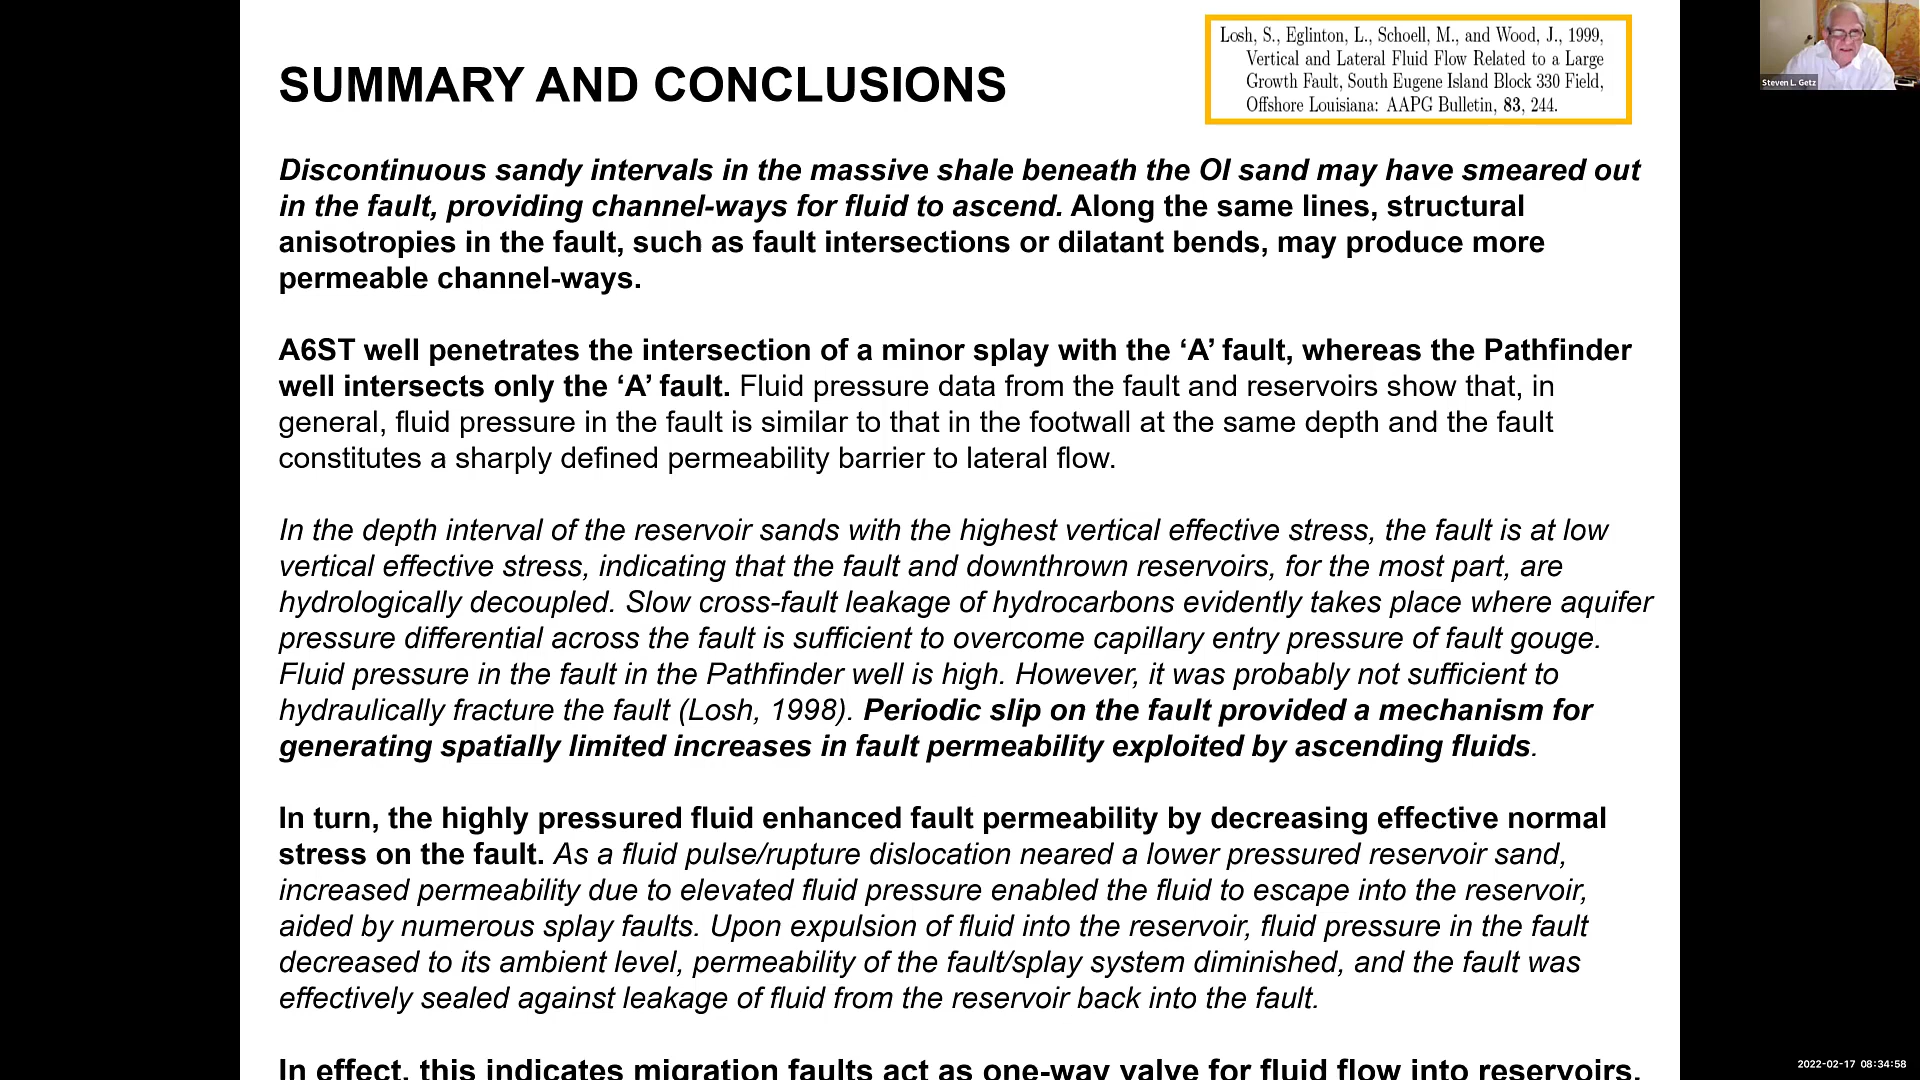 SUMMARY AND CONCLUSIONS
Losh, S., Eglinton, L., Schoell, M., and Wood, J., 1999,
Vertical and Lateral Fluid Flow Related to a Large
Growth Fault, South Eugene Island Block 330 Field,
Offshore Louisiana: AAPG Bulletin, 83, 244.
Steven L. Getz
Discontinuous sandy intervals in the massive shale beneath the OI sand may have smeared out
in the fault, providing channel-ways for fluid to ascend. Along the same lines, structural
anisotropies in the fault, such as fault intersections or dilatant bends, may produce more
permeable channel-ways.
A6ST well penetrates the intersection of a minor splay with the ‘A’ fault, whereas the Pathfinder
well intersects only the ‘A’ fault. Fluid pressure data from the fault and reservoirs show that, in
general, fluid pressure in the fault is similar to that in the footwall at the same depth and the fault
constitutes a sharply defined permeability barrier to lateral flow.
In the depth interval of the reservoir sands with the highest vertical effective stress, the fault is at low
vertical effective stress, indicating that the fault and downthrown reservoirs, for the most part, are
hydrologically decoupled. Slow cross-fault leakage of hydrocarbons evidently takes place where aquifer
pressure differential across the fault is sufficient to overcome capillary entry pressure of fault gouge.
Fluid pressure in the fault in the Pathfinder well is high. However, it was probably not sufficient to
hydraulically fracture the fault (Losh, 1998). Periodic slip on the fault provided a mechanism for
generating spatially limited increases in fault permeability exploited by ascending fluids.
In turn, the highly pressured fluid enhanced fault permeability by decreasing effective normal
stress on the fault. As a fluid pulse/rupture dislocation neared a lower pressured reservoir sand,
increased permeability due to elevated fluid pressure enabled the fluid to escape into the reservoir,
aided by numerous splay faults. Upon expulsion of fluid into the reservoir, fluid pressure in the fault
decreased to its ambient level, permeability of the fault/splay system diminished, and the fault was
effectively sealed against leakage of fluid from the reservoir back into the fault.
In effect, this indicates migration faults act as one-way valve for fluid flow into reservoirs.
2022-02-17 08:34:58